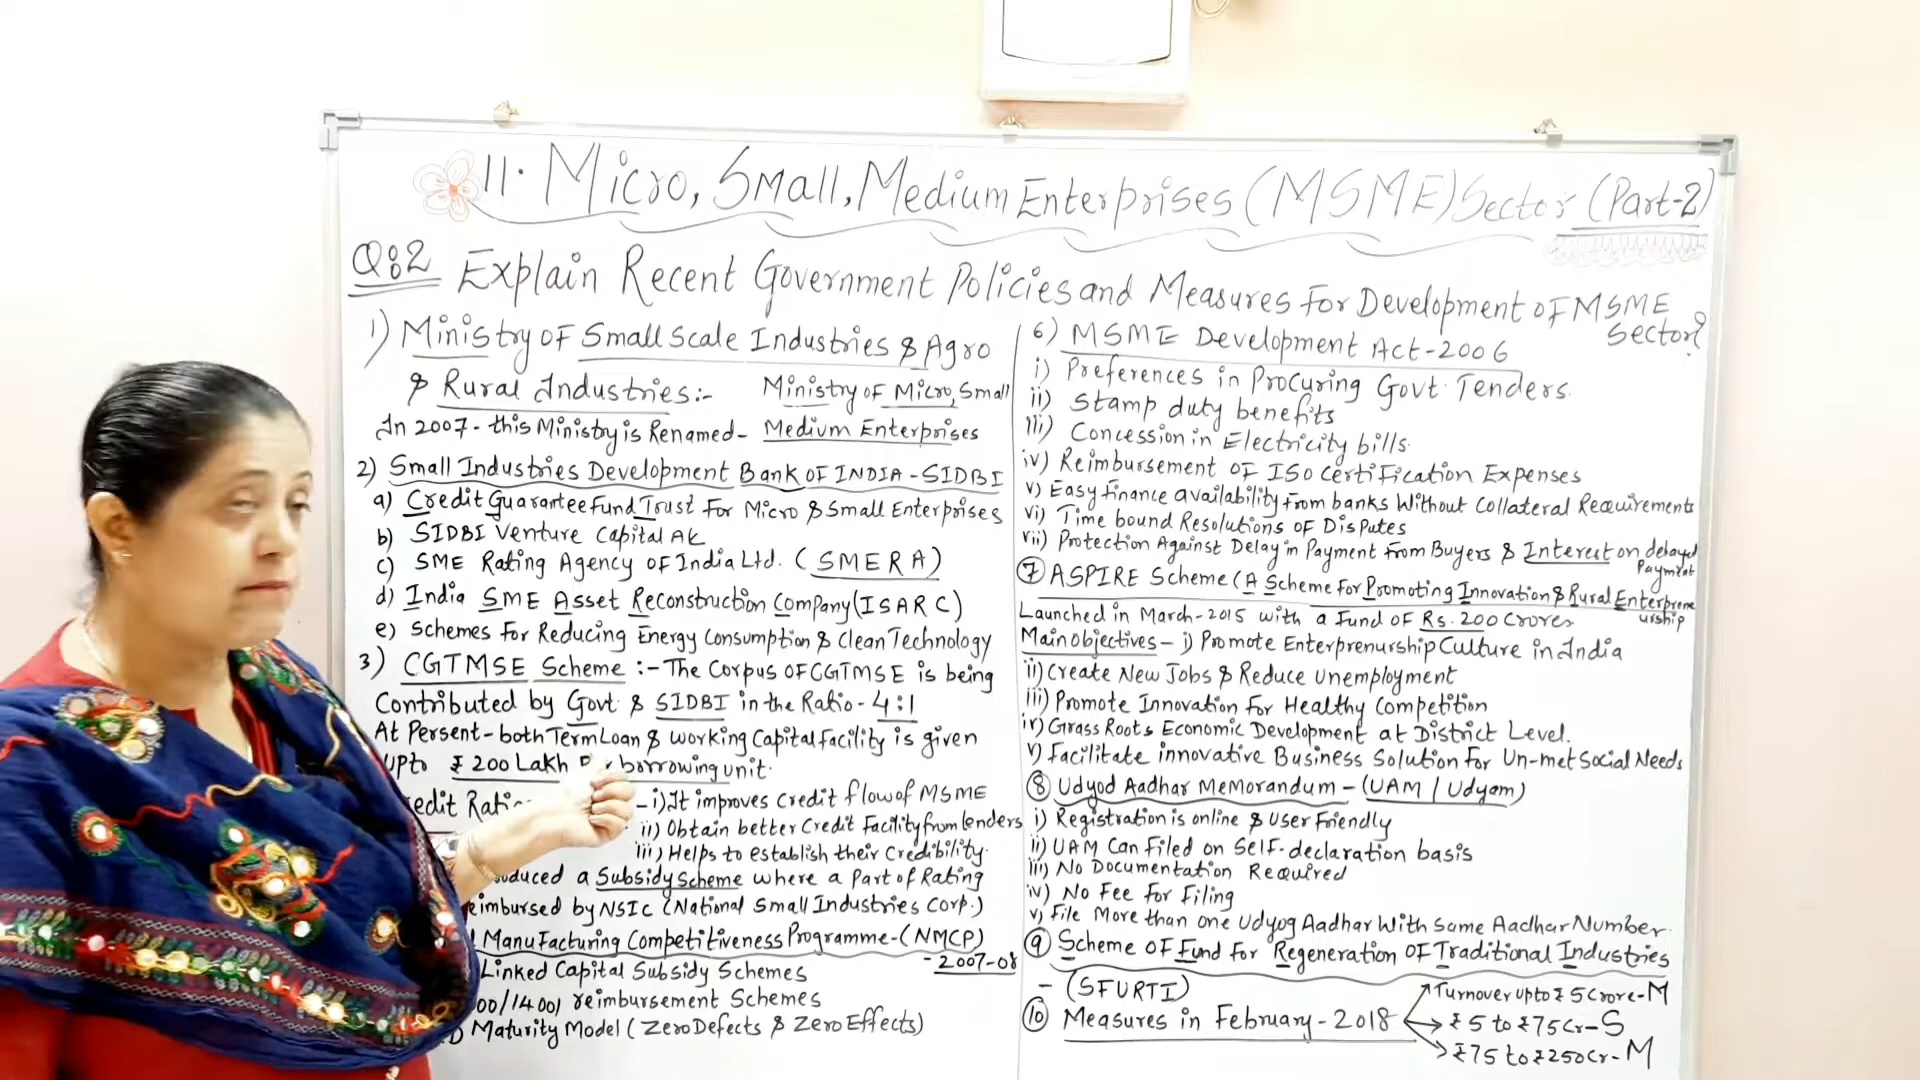 11. Micro, Small, Medium Enterprises (MSME) Sector (Part-2)
Q:2 Explain Recent Government Policies and Measures For Development of MSME
Sector?
1) Ministry of Small Scale Industries & Agro
& Rural Industries:- Ministry of Micro, Small
In 2007- this Ministry is Renamed- Medium Enterprises
2) Small Industries Development Bank of INDIA - SIDBI
a) Credit Guarantee Fund Trust For Micro & Small Enterprises
b) SIDBI Venture Capital
c) SME Rating Agency of India Ltd. (SMERA)
d) India SME Asset Reconstruction Company (ISARC)
e) Schemes for Reducing Energy Consumption & Clean Technology
3) CGTMSE Scheme :- The Corpus of CGTMSE is being
Contributed by Govt & SIDBI in the Ratio - 4:1
At Persent - both Term Loan & working Capital Facility is given
upto ₹ 200 Lakh borrowing unit.
i) It improves credit flow of MSME
ii) Obtain better Credit Facility from lenders
iii) Helps to establish their Credibility.
a Subsidy scheme where a Part of Rating
by NSIC (National Small Industries Corp.)
Manufacturing Competitiveness Programme - (NMCP)
- 2007-08
Linked Capital Subsidy Schemes
/14001 reimbursement Schemes
Maturity Model (Zero Defects & Zero Effects)
6) MSME Development Act - 2006
i) Preferences in Procuring Govt. Tenders.
ii) Stamp duty benefits
iii) Concession in Electricity bills.
iv) Reimbursement of ISO Certification Expenses
v) Easy finance availability from banks Without Collateral Requirements
vi) Time bound Resolutions of Disputes
vii) Protection Against Delay in Payment from Buyers & Interest on delayed
Payment
7 ASPIRE Scheme (A Scheme for Promoting Innovation & Rural Entreprene
urship
Launched in March - 2015 with a Fund of Rs. 200 Crores
Main objectives - i) Promote Enterprenurship Culture in India
ii) Create New Jobs & Reduce Unemployment
iii) Promote Innovation for Healthy Competition
iv) Grass Roots Economic Development at District Level.
v) Facilitate innovative Business Solution for Un-met Social Needs
8 Udyod Aadhar Memorandum - (UAM / Udyam)
i) Registration is online & User Friendly
ii) UAM Can Filed on Self-declaration basis
iii) No Documentation Required
iv) No Fee for Filing
v) File More than one Udyog Aadhar With Same Aadhar Number.
9 Scheme of Fund for Regeneration of Traditional Industries
- (SFURTI)
10 Measures in February - 2018
Turnover upto ₹ 5 Crore - M
₹ 5 to ₹75 Cr - S
₹75 to ₹250 Cr - M